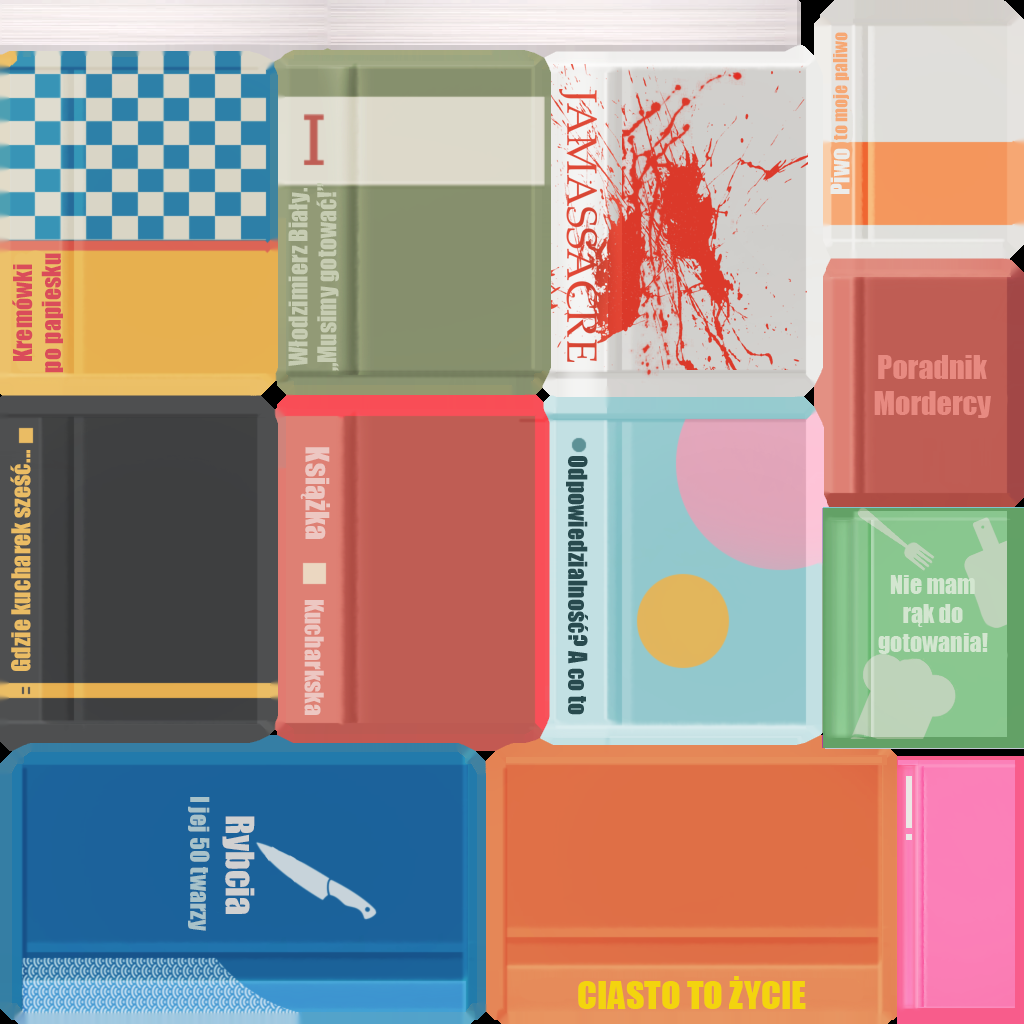 Kremówki
po papiesku
I
Włodzimierz Biały.
„Musimy gotować!”
JAMASSACRE
Piwo to moje paliwo
Poradnik
Mordercy
= Gdzie kucharek sześć...
Książka
Kucharkska
Odpowiedzialność? A co to
Nie mam
rąk do
gotowania!
Rybcia
I jej 50 twarzy
CIASTO TO ŻYCIE
!